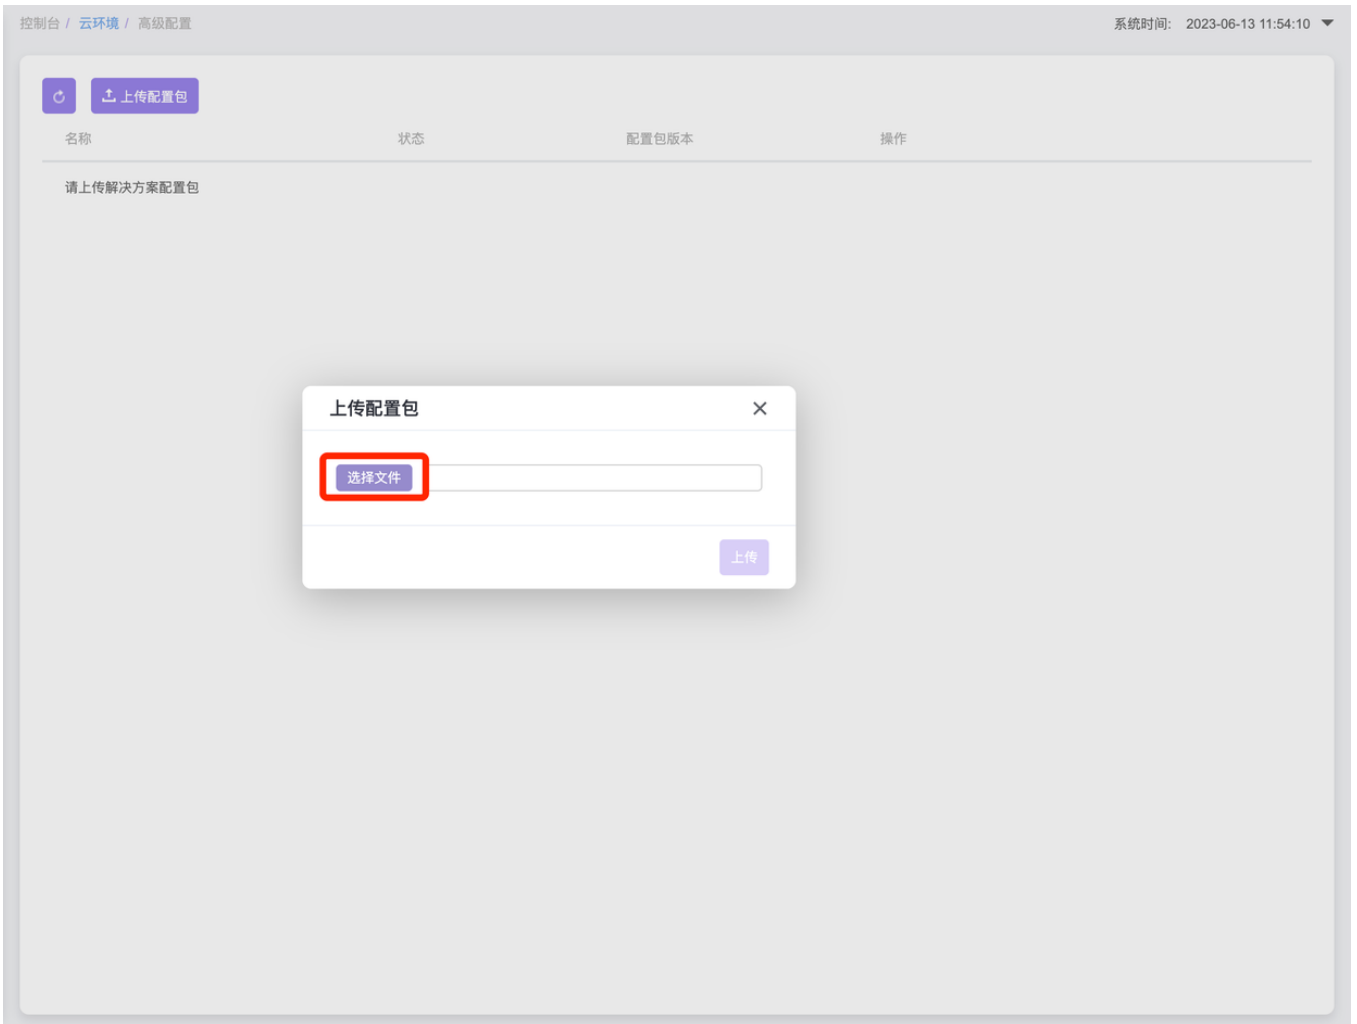 控制台 / 云环境 / 高级配置
系统时间: 2023-06-13 11:54:10
上传配置包
名称 状态 配置包版本 操作
请上传解决方案配置包
上传配置包
选择文件
上传